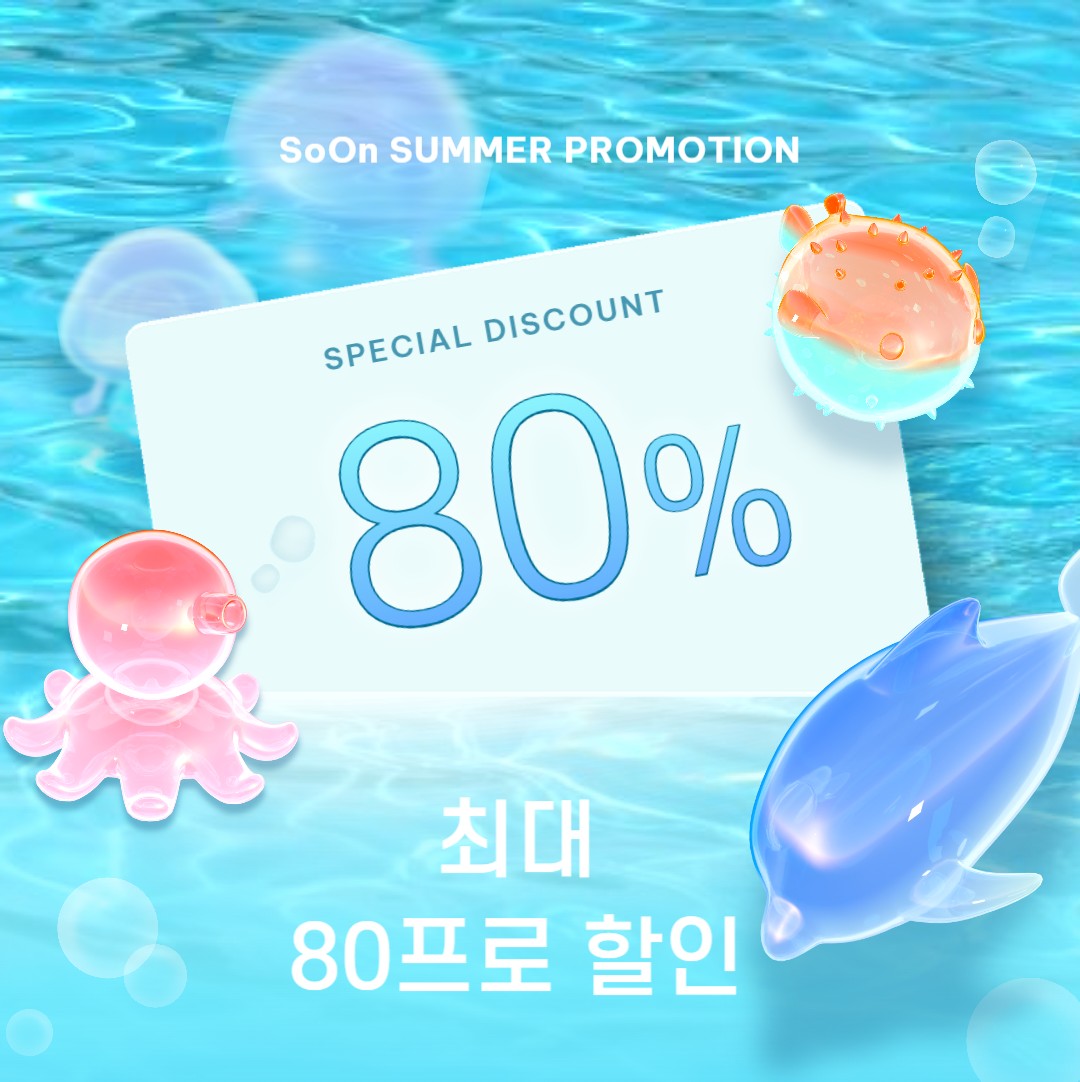 SoOn SUMMER PROMOTION
SPECIAL DISCOUNT
80%
최대
80프로 할인